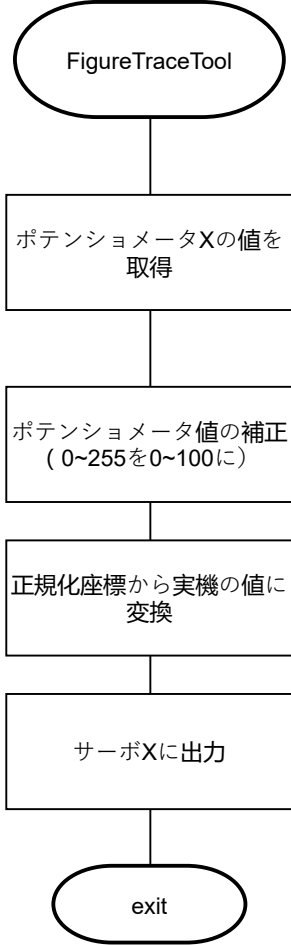 FigureTraceTool
ポテンショメータXの値を
取得
ポテンショメータ値の補正
( 0~255を0~100に）
正規化座標から実機の値に
変換
サーボXに出力
exit